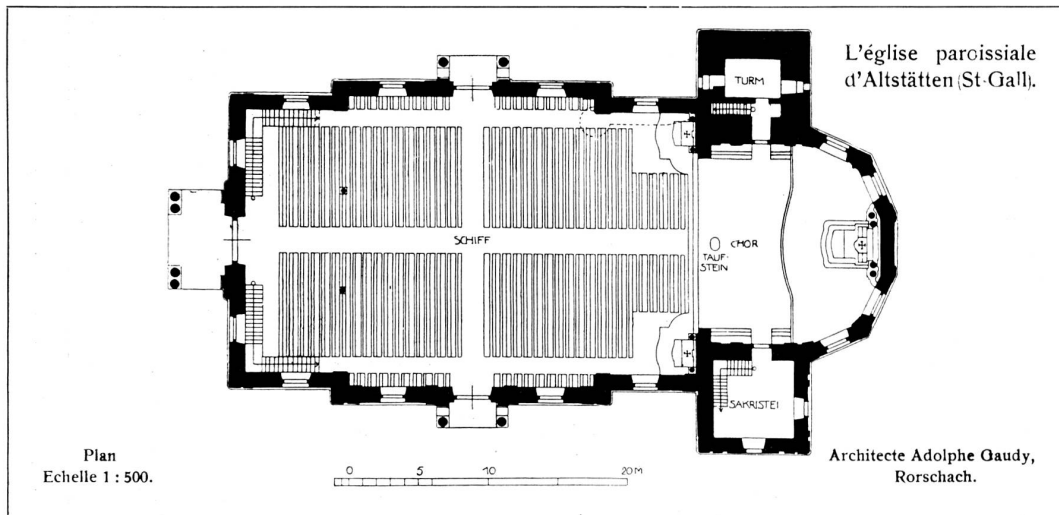 L'église paroissiale
d'Altstätten (St-Gall).
TURM
SCHIFF
CHOR
TAUF-
STEIN
SAKRISTEI
Plan
Echelle 1 : 500.
0 5 10 20 M
Architecte Adolphe Gaudy,
Rorschach.